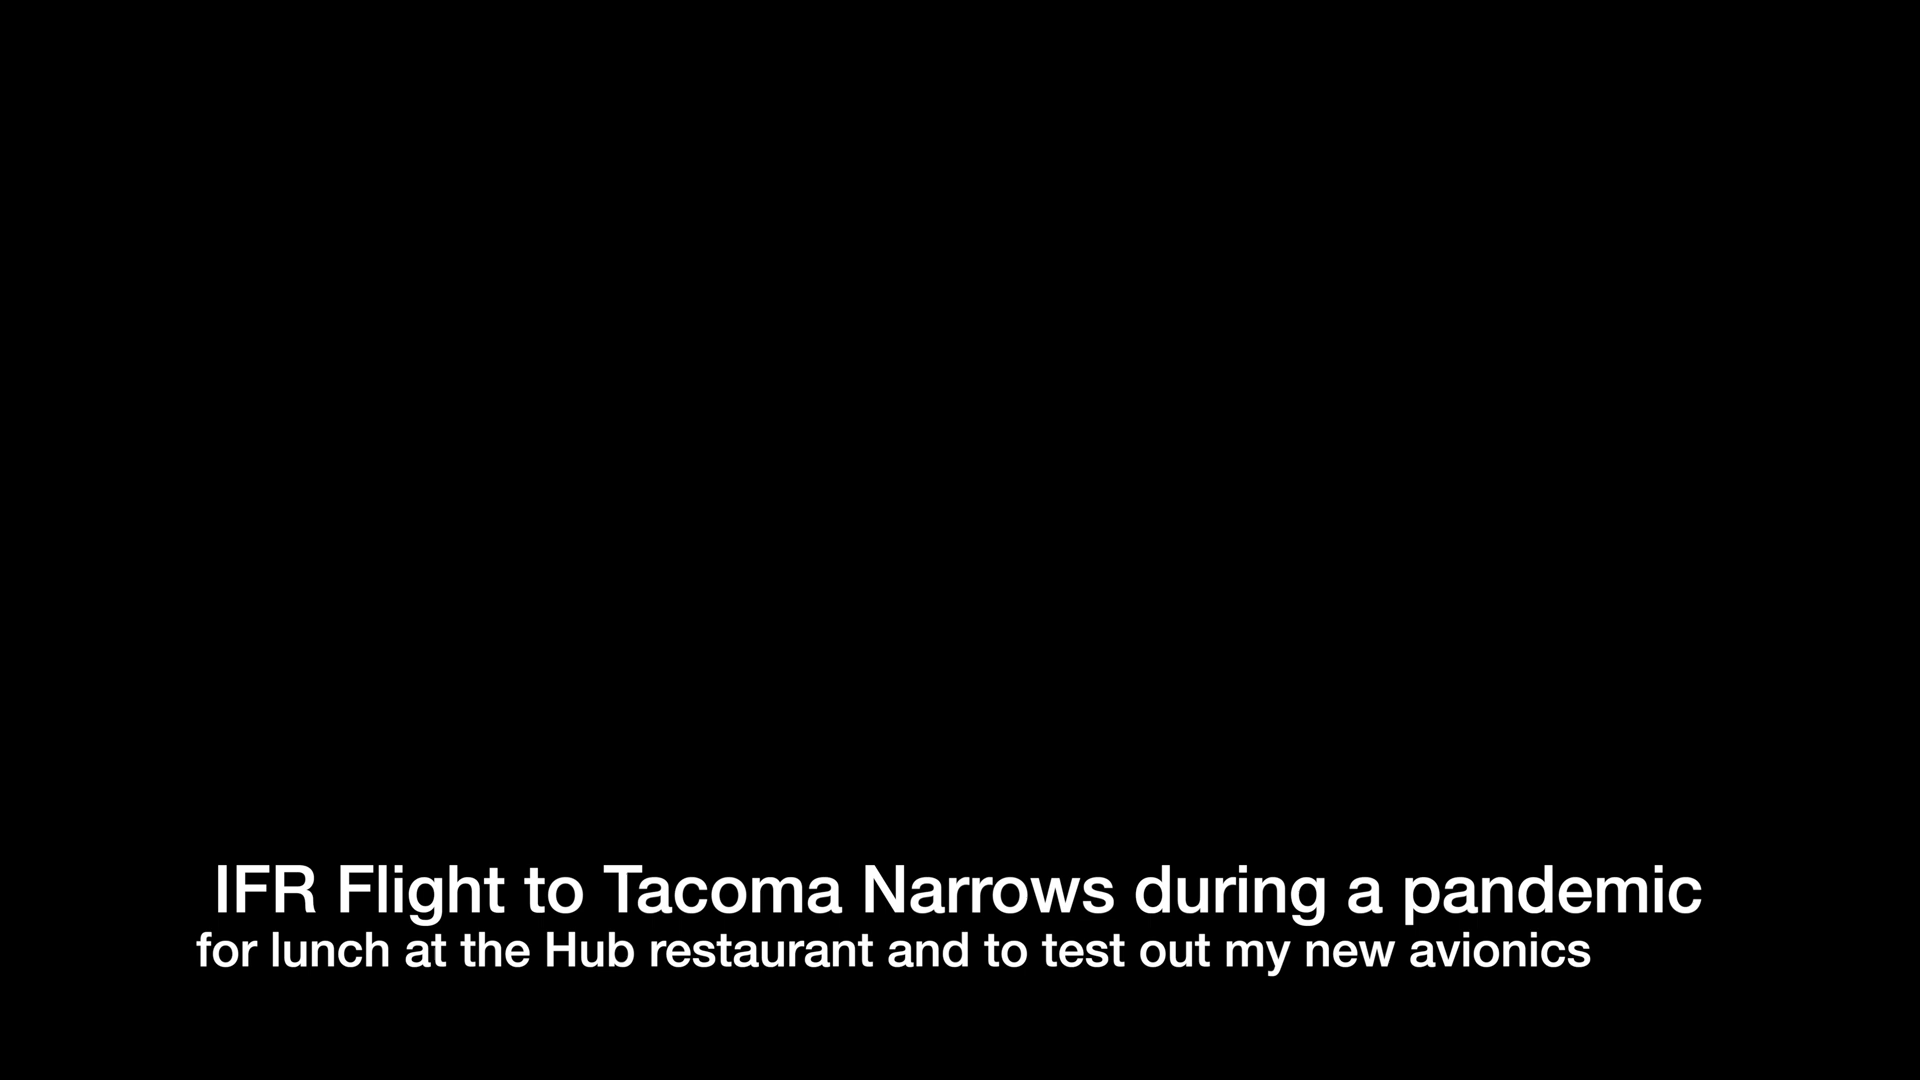 IFR Flight to Tacoma Narrows during a pandemic
for lunch at the Hub restaurant and to test out my new avionics